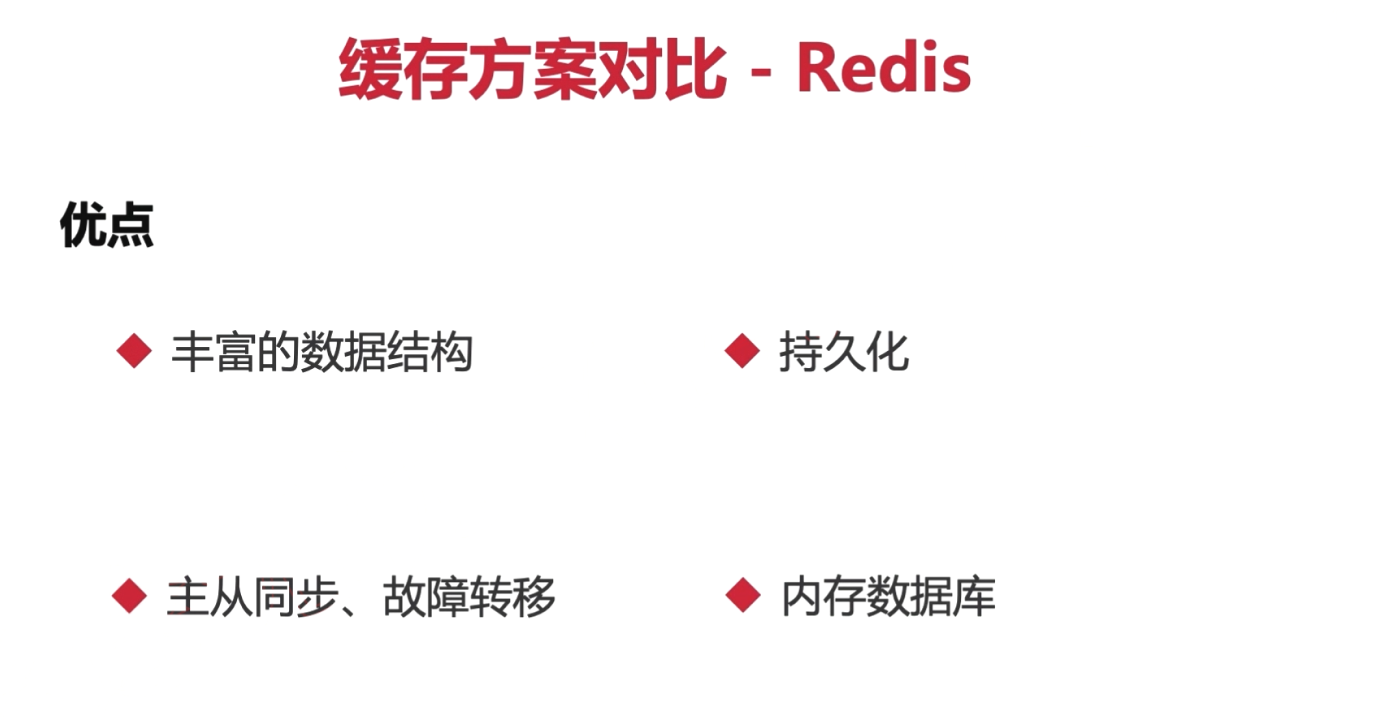 缓存方案对比 - Redis
优点
丰富的数据结构
持久化
主从同步、故障转移
内存数据库